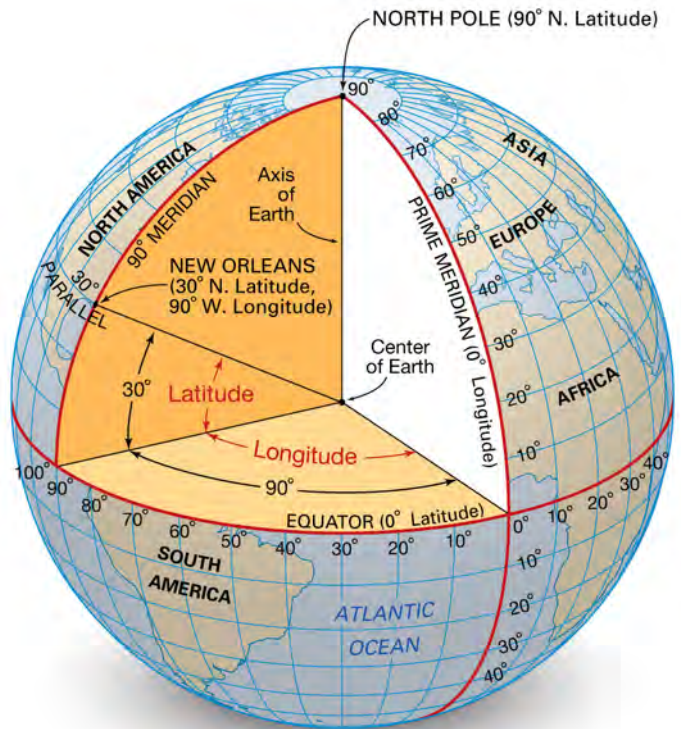 NORTH POLE (90° N. Latitude)
90°
80°
70°
60°
50°
40°
30°
20°
10°
ASIA
EUROPE
AFRICA
NORTH AMERICA
90° MERIDIAN
Axis
of
Earth
PRIME MERIDIAN (0° Longitude)
NEW ORLEANS
(30° N. Latitude,
90° W. Longitude)
30°
PARALLEL
Center
of Earth
30°
Latitude
Longitude
90°
EQUATOR (0° Latitude)
100°
90°
80°
70°
60°
50°
40°
30°
20°
10°
0°
10°
20°
30°
40°
10°
20°
30°
40°
SOUTH
AMERICA
ATLANTIC
OCEAN